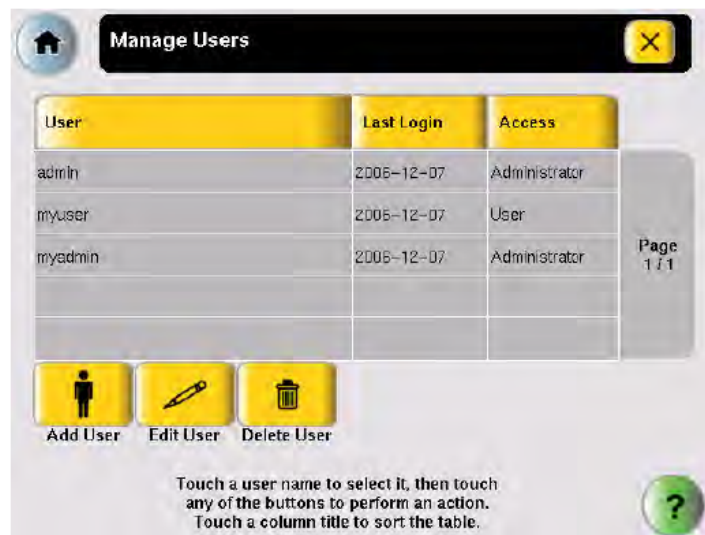 Manage Users
User Last Login Access
admin 2006-12-07 Administrator
myuser 2006-12-07 User
myadmin 2006-12-07 Administrator
Page
1 / 1
Add User Edit User Delete User
Touch a user name to select it, then touch
any of the buttons to perform an action.
Touch a column title to sort the table.
?